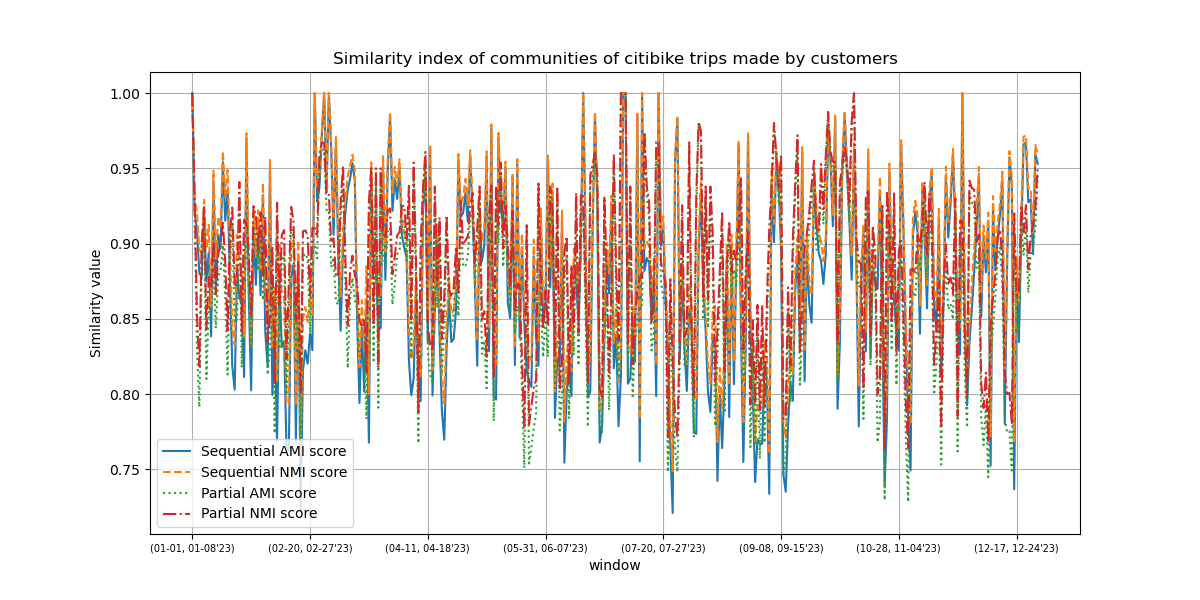 Similarity index of communities of citibike trips made by customers
1.00
0.95
0.90
0.85
0.80
0.75
Similarity value
Sequential AMI score
Sequential NMI score
Partial AMI score
Partial NMI score
(01-01, 01-08'23) (02-20, 02-27'23) (04-11, 04-18'23) (05-31, 06-07'23) (07-20, 07-27'23) (09-08, 09-15'23) (10-28, 11-04'23) (12-17, 12-24'23)
window